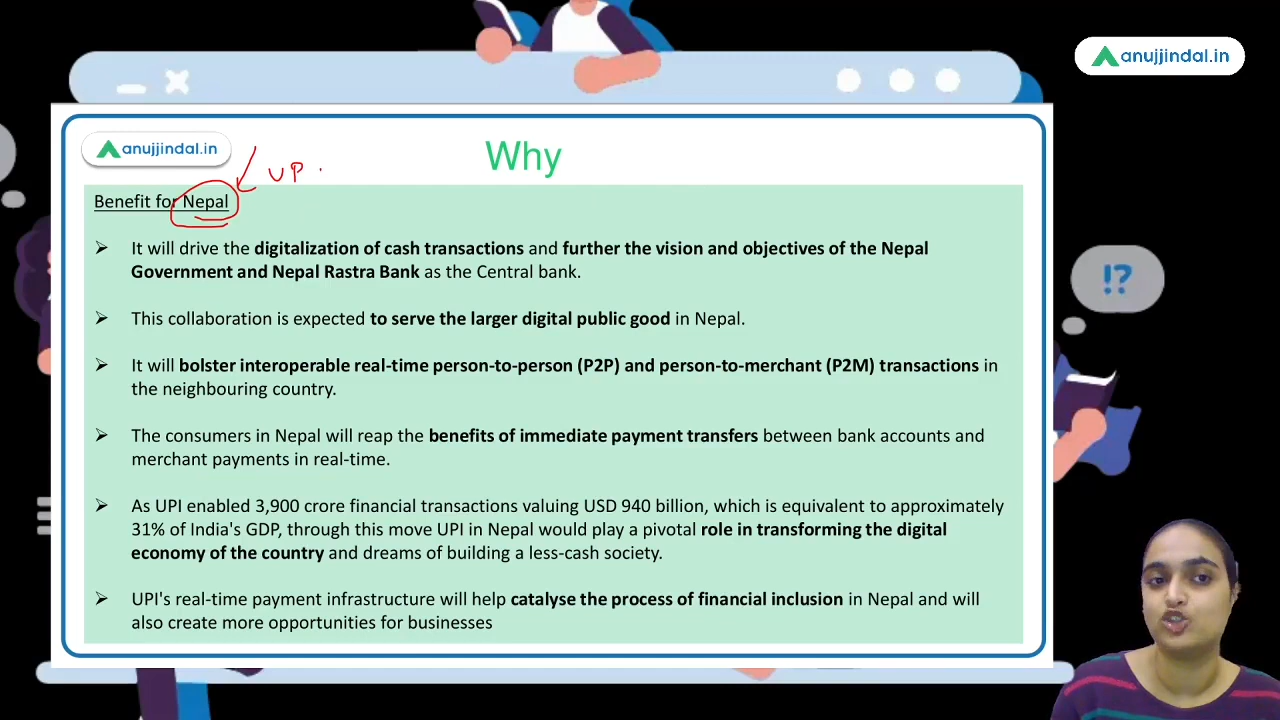 anujjindal.in
anujjindal.in
Why
UP
Benefit for Nepal
It will drive the digitalization of cash transactions and further the vision and objectives of the Nepal
Government and Nepal Rastra Bank as the Central bank.
This collaboration is expected to serve the larger digital public good in Nepal.
It will bolster interoperable real-time person-to-person (P2P) and person-to-merchant (P2M) transactions in
the neighbouring country.
!?
The consumers in Nepal will reap the benefits of immediate payment transfers between bank accounts and
merchant payments in real-time.
As UPI enabled 3,900 crore financial transactions valuing USD 940 billion, which is equivalent to approximately
31% of India's GDP, through this move UPI in Nepal would play a pivotal role in transforming the digital
economy of the country and dreams of building a less-cash society.
UPI's real-time payment infrastructure will help catalyse the process of financial inclusion in Nepal and will
also create more opportunities for businesses